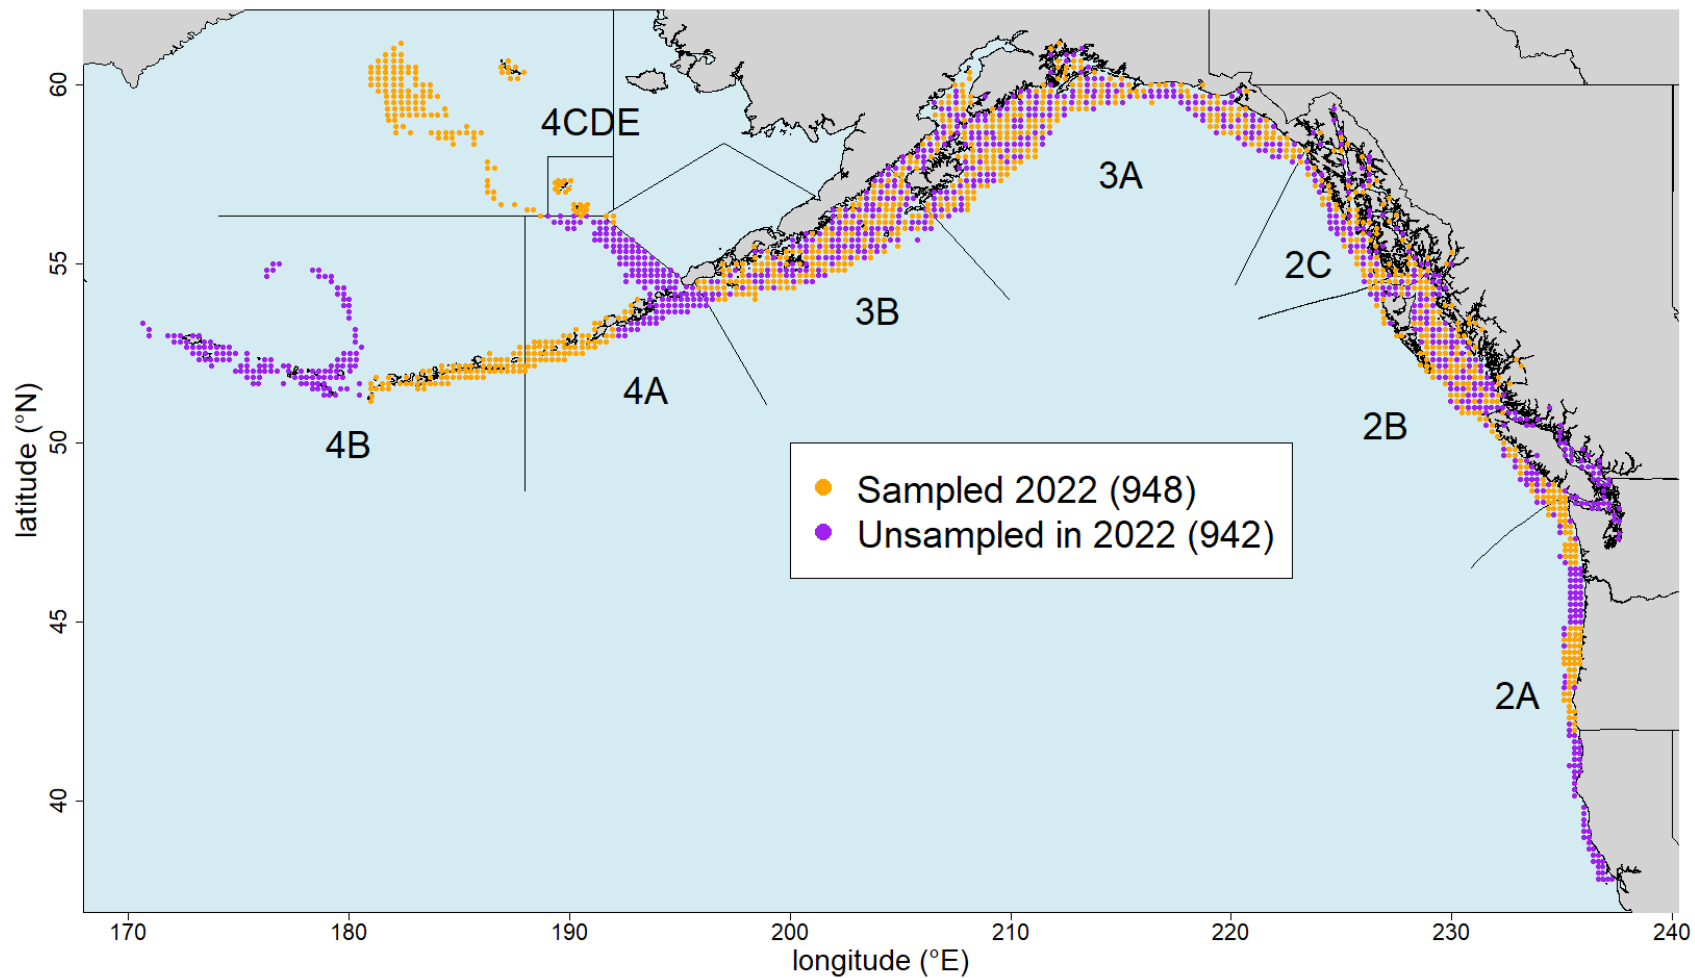 60
55
50
45
40
latitude (°N)
4CDE
3A
2C
3B
4A
2B
4B
2A
Sampled 2022 (948)
Unsampled in 2022 (942)
170
180
190
200
210
220
230
240
longitude (°E)